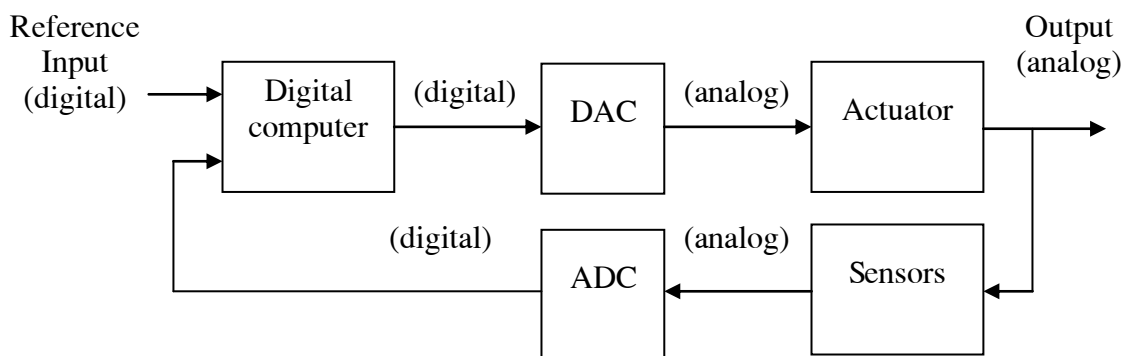 Reference
Input
(digital)
Digital
computer
(digital)
DAC
(analog)
Actuator
Output
(analog)
(digital)
ADC
(analog)
Sensors